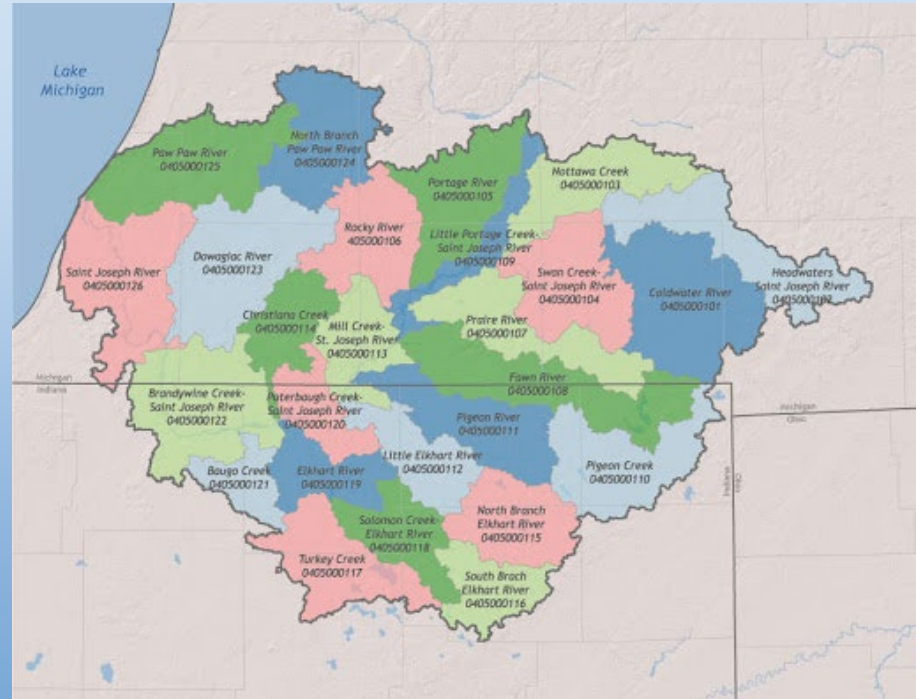 Lake
Michigan
North Branch
Paw Paw River
0405000124
Paw Paw River
0405000125
Portage River
0405000105
Nottawa Creek
0405000103
Rocky River
405000106
Little Portage Creek-
Saint Joseph River
0405000109
Dowagiac River
0405000123
Saint Joseph River
0405000126
Swan Creek-
Saint Joseph River
0405000104
Coldwater River
0405000101
Headwaters
Saint Joseph River
0405000102
Christiana Creek
0405000114
Mill Creek-
St. Joseph River
0405000113
Praire River
0405000107
Michigan
Indiana
Fawn River
0405000108
Brandywine Creek-
Saint Joseph River
0405000122
Puterbaugh Creek-
Saint Joseph River
0405000120
Pigeon River
0405000111
Michigan
Ohio
Little Elkhart River
0405000112
Baugo Creek
0405000121
Elkhart River
0405000119
Pigeon Creek
0405000110
Indiana
Ohio
North Branch
Elkhart River
0405000115
Solomon Creek-
Elkhart River
0405000118
Turkey Creek
0405000117
South Brach
Elkhart River
0405000116